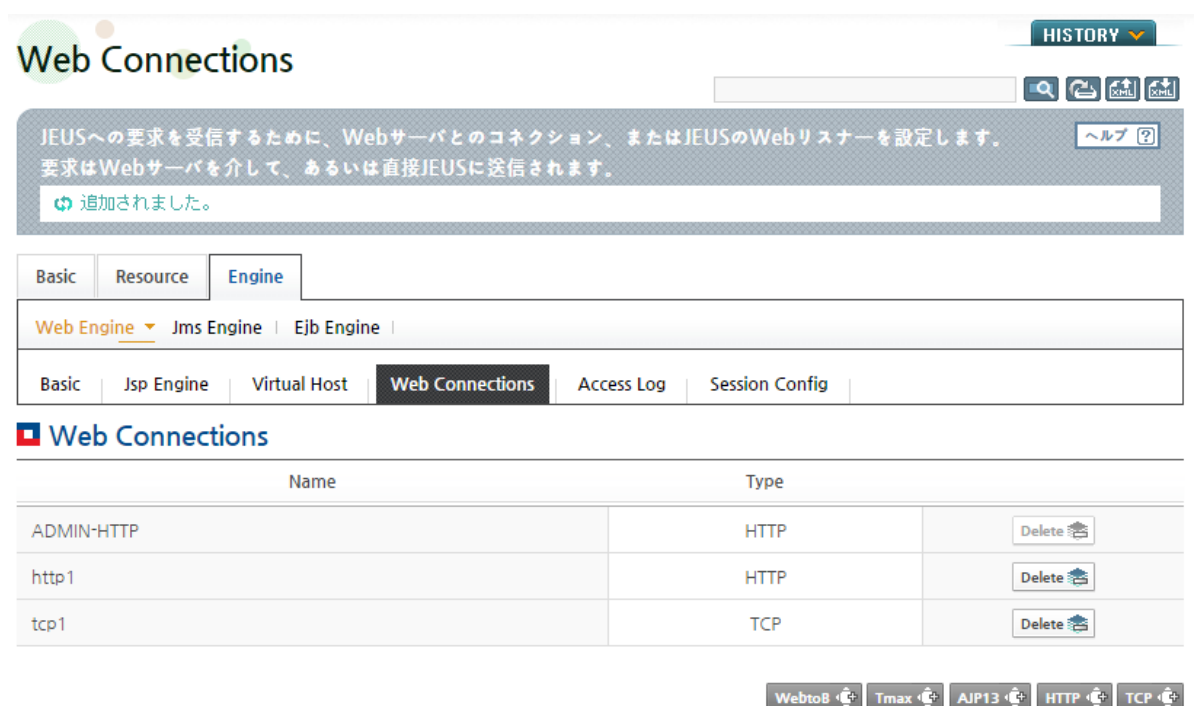 HISTORY
Web Connections
XML XML
JEUSへの要求を受信するために、Webサーバとのコネクション、またはJEUSのWebリスナーを設定します。
ヘルプ ?
要求はWebサーバを介して、あるいは直接JEUSに送信されます。
追加されました。
Basic Resource Engine
Web Engine Jms Engine Ejb Engine
Basic Jsp Engine Virtual Host Web Connections Access Log Session Config
Web Connections
Name Type
ADMIN-HTTP HTTP Delete
http1 HTTP Delete
tcp1 TCP Delete
WebtoB Tmax AJP13 HTTP TCP